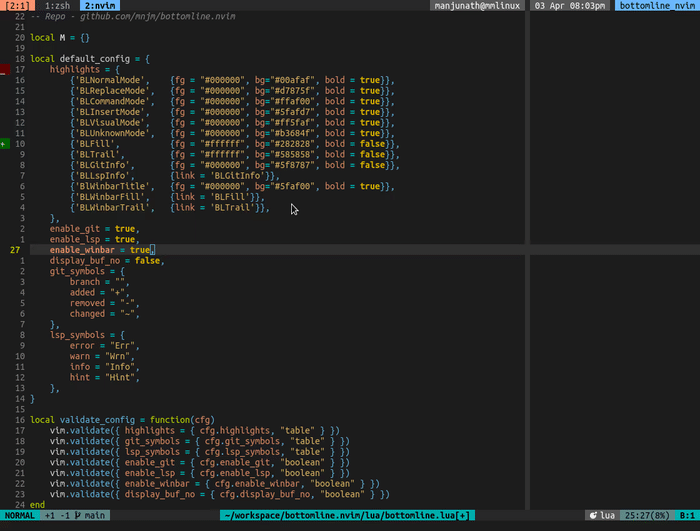 [2:1] 1:zsh 2:nvim manjunath@mmlinux 03 Apr 08:03pm bottomline_nvim
22 -- Repo - github.com/mnjm/bottomline.nvim
21
20 local M = {}
19
18 local default_config = {
17 highlights = {
16 {'BLNormalMode', {fg = "#000000", bg="#00afaf", bold = true}},
15 {'BLReplaceMode', {fg = "#000000", bg="#d7875f", bold = true}},
14 {'BLCommandMode', {fg = "#000000", bg="#ffaf00", bold = true}},
13 {'BLInsertMode', {fg = "#000000", bg="#5fafd7", bold = true}},
12 {'BLVisualMode', {fg = "#000000", bg="#ff5faf", bold = true}},
11 {'BLUnknownMode', {fg = "#000000", bg="#b3684f", bold = true}},
+ 10 {'BLFill', {fg = "#ffffff", bg="#282828", bold = false}},
9 {'BLTrail', {fg = "#ffffff", bg="#585858", bold = false}},
8 {'BLGitInfo', {fg = "#000000", bg="#5f8787", bold = false}},
7 {'BLLspInfo', {link = 'BLGitInfo'}},
6 {'BlWinbarTitle', {fg = "#000000", bg="#5faf00", bold = true}},
5 {'BLWinbarFill', {link = 'BLFill'}},
4 {'BLWinbarTrail', {link = 'BLTrail'}},
3 },
2 enable_git = true,
1 enable_lsp = true,
27 enable_winbar = true,
1 display_buf_no = false,
2 git_symbols = {
3 branch = "",
4 added = "+",
5 removed = "-",
6 changed = "~",
7 },
8 lsp_symbols = {
9 error = "Err",
10 warn = "Wrn",
11 info = "Info",
12 hint = "Hint",
13 },
14 }
15
16 local validate_config = function(cfg)
17 vim.validate({ highlights = { cfg.highlights, "table" } })
18 vim.validate({ git_symbols = { cfg.git_symbols, "table" } })
19 vim.validate({ lsp_symbols = { cfg.lsp_symbols, "table" } })
20 vim.validate({ enable_git = { cfg.enable_git, "boolean" } })
21 vim.validate({ enable_lsp = { cfg.enable_lsp, "boolean" } })
22 vim.validate({ enable_winbar = { cfg.enable_winbar, "boolean" } })
23 vim.validate({ display_buf_no = { cfg.display_buf_no, "boolean" } })
24 end
NORMAL +1 -1 main ~/workspace/bottomline.nvim/lua/bottomline.lua[+] lua 25:27(8%) B:1